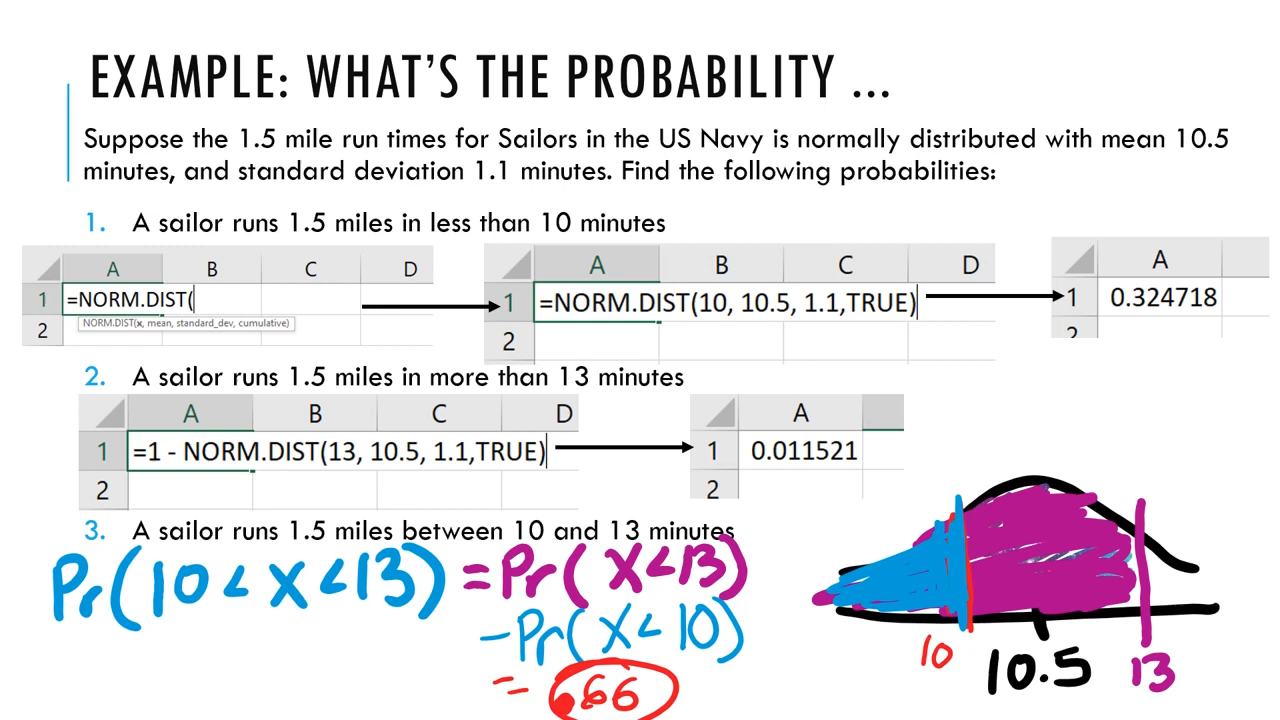 EXAMPLE: WHAT'S THE PROBABILITY ...
Suppose the 1.5 mile run times for Sailors in the US Navy is normally distributed with mean 10.5
minutes, and standard deviation 1.1 minutes. Find the following probabilities:
1. A sailor runs 1.5 miles in less than 10 minutes
A B C D
1 =NORM.DIST(
NORM.DIST(x, mean, standard_dev, cumulative)
2
A B C D
1 =NORM.DIST(10, 10.5, 1.1,TRUE)
2
A
1 0.324718
2
2. A sailor runs 1.5 miles in more than 13 minutes
A B C D
1 =1 - NORM.DIST(13, 10.5, 1.1,TRUE)
2
A
1 0.011521
2
3. A sailor runs 1.5 miles between 10 and 13 minutes
Pr(10 < X < 13) = Pr(X < 13)
- Pr(X < 10)
= .66
10 10.5 13